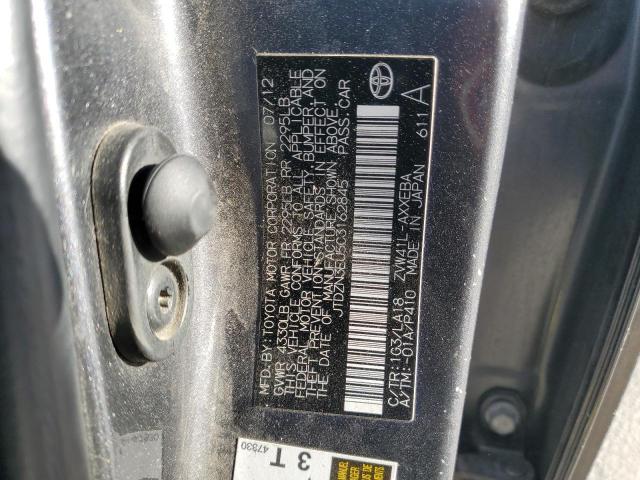 MFD.BY: TOYOTA MOTOR CORPORATION 07/12
GVWR 4330LB GAWR FR 2295LB RR 2295LB
THIS VEHICLE CONFORMS TO ALL APPLICABLE
FEDERAL MOTOR VEHICLE SAFETY, BUMPER, AND
THEFT PREVENTION STANDARDS IN EFFECT ON
THE DATE OF MANUFACTURE SHOWN ABOVE.
JTDZN3EU5C3162845 PASS.CAR
C/TR: 1G3/LA18 ZVW41L-AXXEBA
A/TM: -01A/P410 MADE IN JAPAN 611 A
47830
3 T